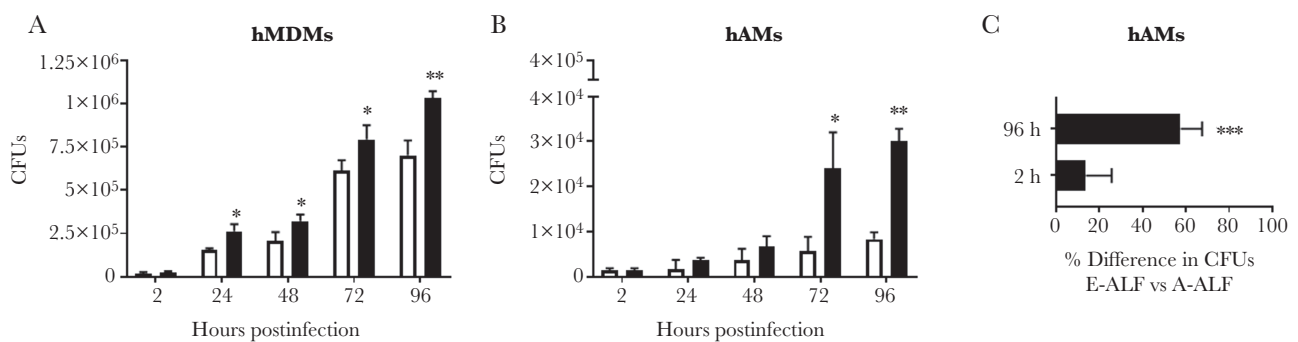 A
hMDMs
1.25×10⁶
1×10⁶
7.5×10⁵
5×10⁵
2.5×10⁵
0
CFUs
* * * **
2 24 48 72 96
Hours postinfection
B
hAMs
4×10⁵
4×10⁴
3×10⁴
2×10⁴
1×10⁴
0
CFUs
* **
2 24 48 72 96
Hours postinfection
C
hAMs
96 h
2 h
***
0 20 40 60 80 100
% Difference in CFUs
E-ALF vs A-ALF